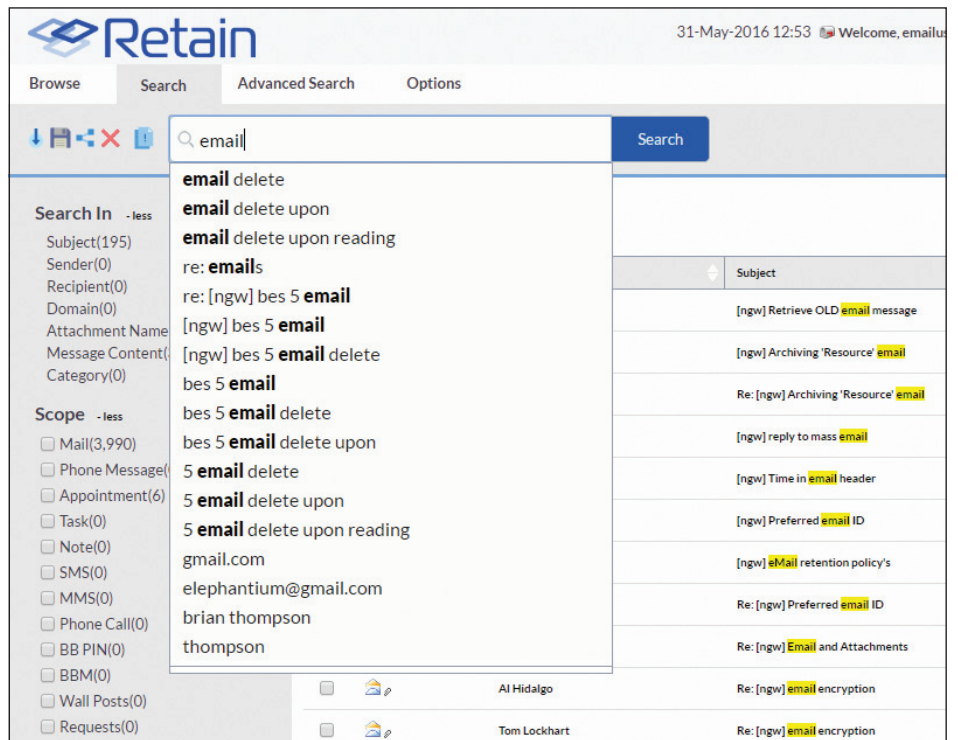 Retain
31-May-2016 12:53 Welcome, emailus
Browse Search Advanced Search Options
email
Search
email delete
email delete upon
email delete upon reading
re: emails
re: [ngw] bes 5 email
[ngw] bes 5 email
[ngw] bes 5 email delete
bes 5 email
bes 5 email delete
bes 5 email delete upon
5 email delete
5 email delete upon
5 email delete upon reading
gmail.com
elephantium@gmail.com
brian thompson
thompson
Search In - less
Subject(195)
Sender(0)
Recipient(0)
Domain(0)
Attachment Name
Message Content(
Category(0)
Scope - less
Mail(3,990)
Phone Message(
Appointment(6)
Task(0)
Note(0)
SMS(0)
MMS(0)
Phone Call(0)
BB PIN(0)
BBM(0)
Wall Posts(0)
Requests(0)
Subject
[ngw] Retrieve OLD email message
[ngw] Archiving 'Resource' email
Re: [ngw] Archiving 'Resource' email
[ngw] reply to mass email
[ngw] Time in email header
[ngw] Preferred email ID
[ngw] eMail retention policy's
Re: [ngw] Preferred email ID
Re: [ngw] Email and Attachments
Al Hidalgo Re: [ngw] email encryption
Tom Lockhart Re: [ngw] email encryption